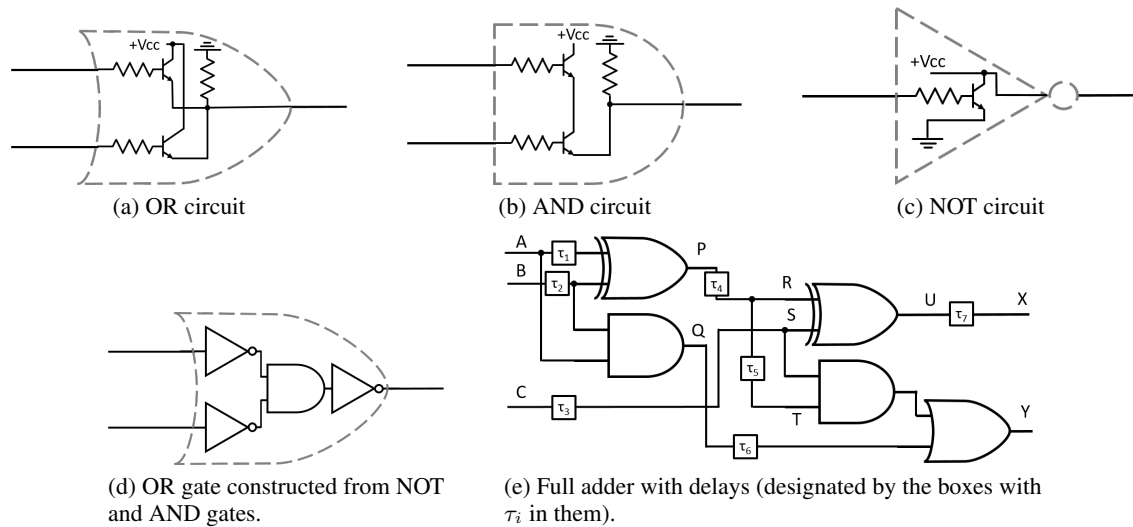 +Vcc
+Vcc
+Vcc
(a) OR circuit
(b) AND circuit
(c) NOT circuit
A
τ1
P
B
τ2
τ4
R
U
τ7
X
S
Q
τ5
C
τ3
T
Y
τ6
(d) OR gate constructed from NOT
and AND gates.
(e) Full adder with delays (designated by the boxes with
τi in them).